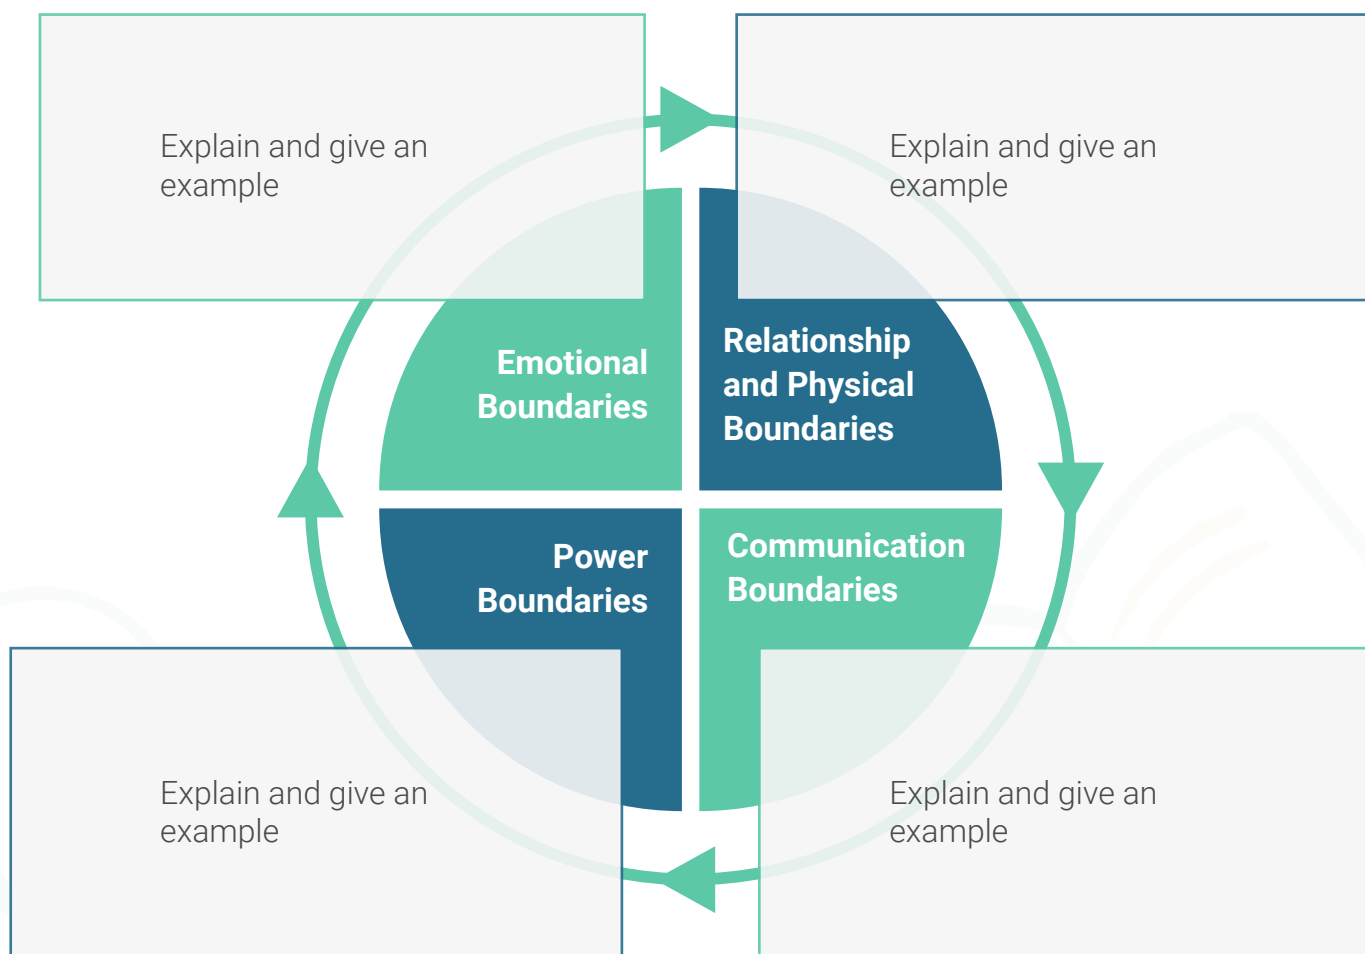 Explain and give an
example
Explain and give an
example
Emotional
Boundaries
Relationship
and Physical
Boundaries
Power
Boundaries
Communication
Boundaries
Explain and give an
example
Explain and give an
example